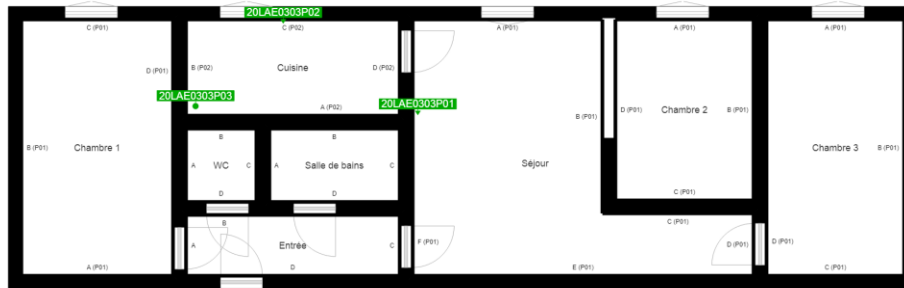 20LAE0303P02
C (P01)
C (P02)
A (P01)
A (P01)
A (P01)
D (P01)
B (P02)
Cuisine
D (P02)
20LAE0303P03
20LAE0303P01
A (P02)
D (P01)
Chambre 2
B (P01)
B (P01)
B (P01)
Chambre 1
B
B
Chambre 3
B (P01)
A
WC
C
A
Salle de bains
C
Séjour
D
D
C (P01)
B
C (P01)
A
Entrée
C
F (P01)
D (P01)
D (P01)
A (P01)
D
E (P01)
C (P01)